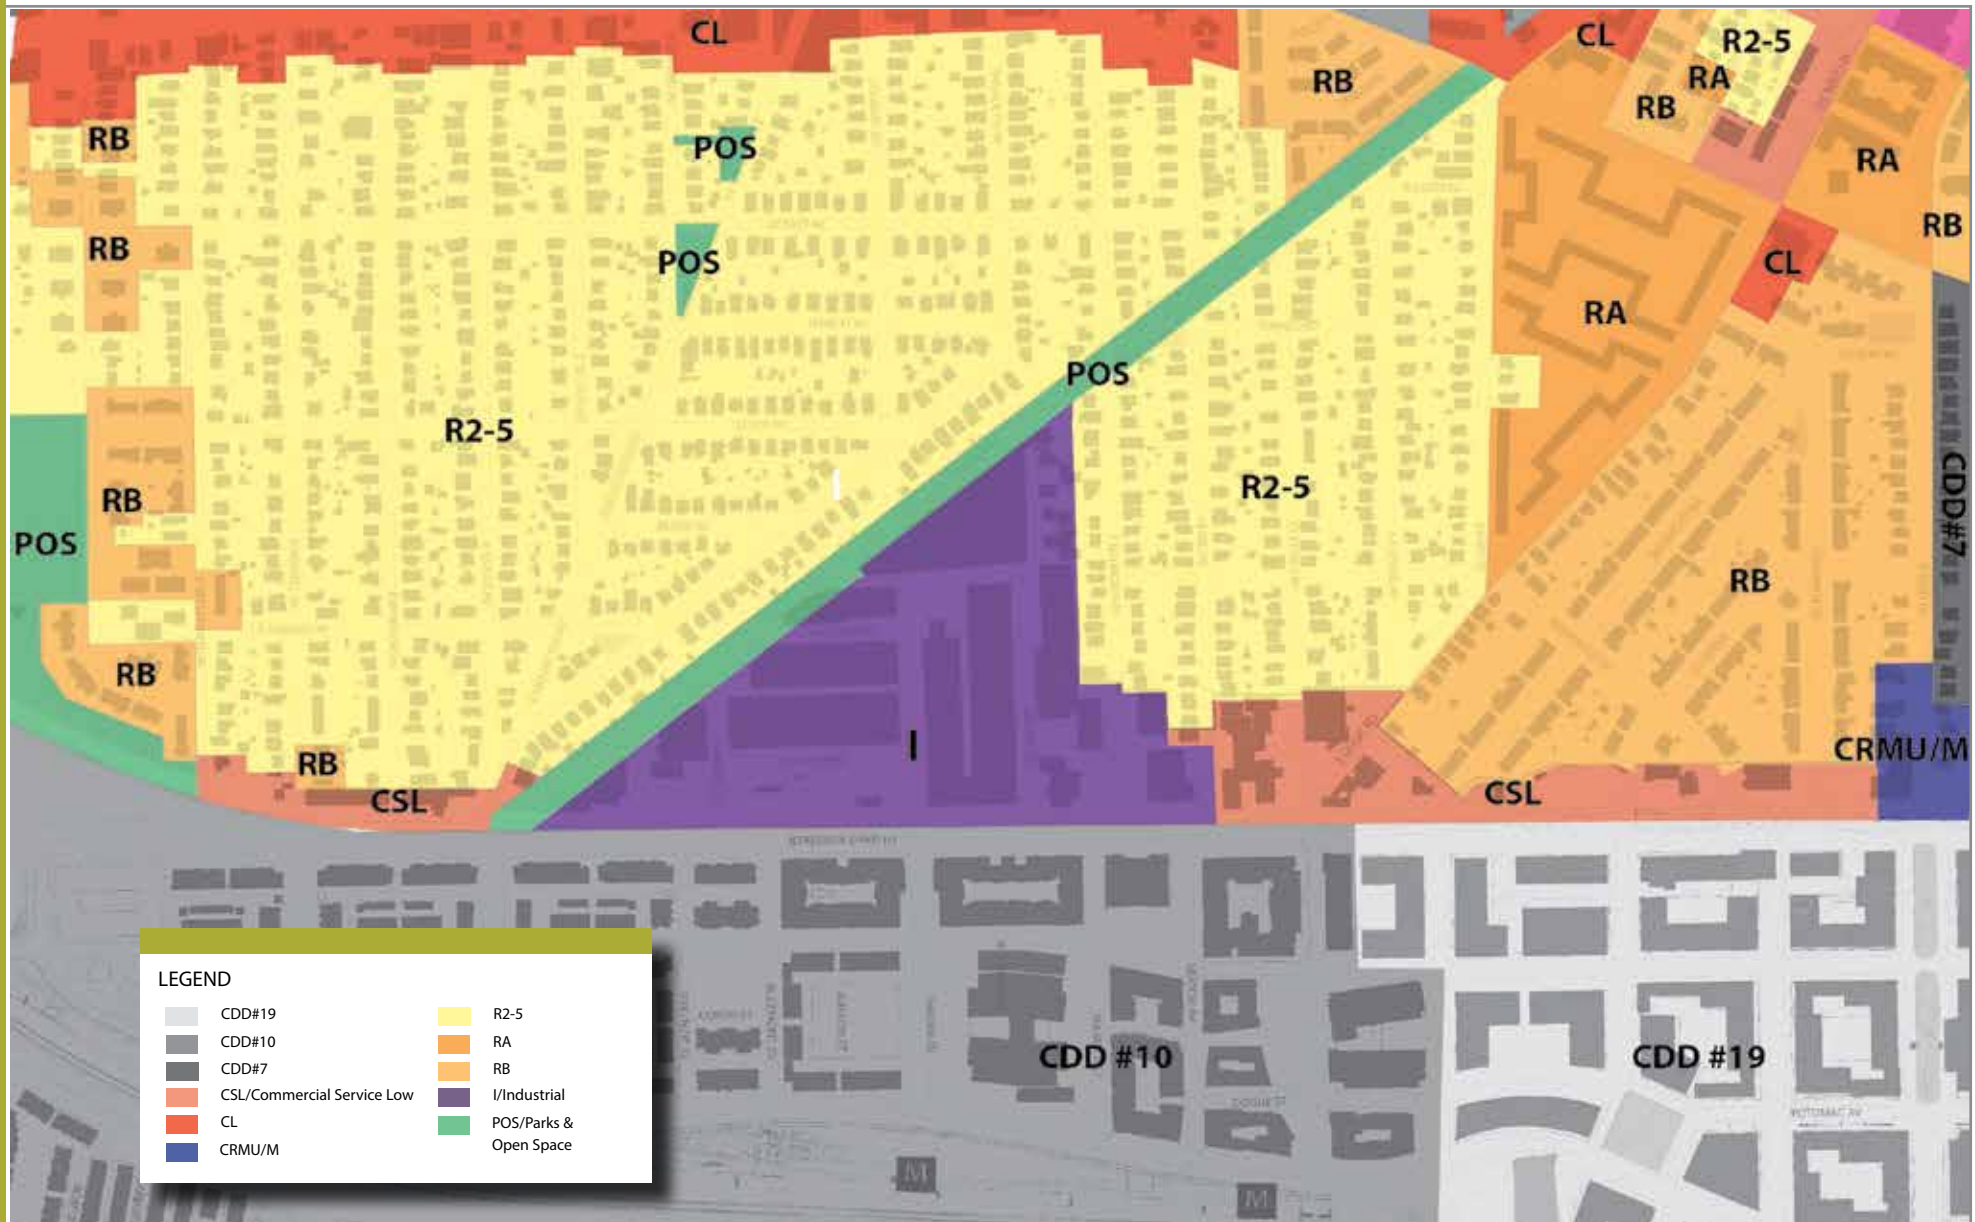 CL
CL
R2-5
RB
RA
RB
RB
POS
RA
RB
RB
POS
CL
RA
POS
R2-5
R2-5
RB
CDD#7
POS
RB
RB
I
CRMU/M
RB
CSL
CSL
CDD #10
CDD #19
POTOMAC AV
M
M
LEGEND
CDD#19
CDD#10
CDD#7
CSL/Commercial Service Low
CL
CRMU/M
R2-5
RA
RB
I/Industrial
POS/Parks &
Open Space